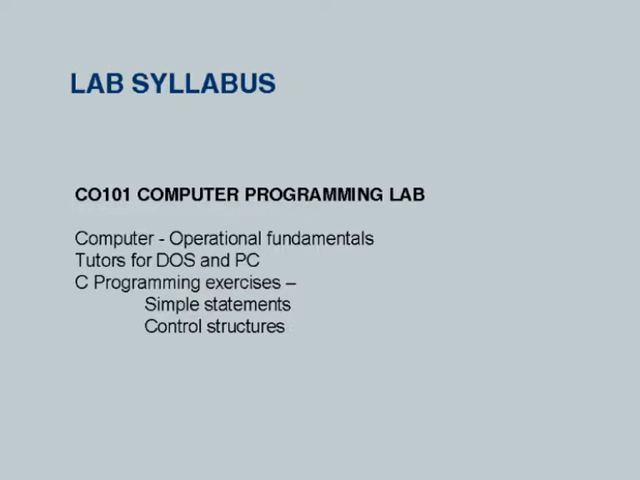 LAB SYLLABUS
CO101 COMPUTER PROGRAMMING LAB
Computer - Operational fundamentals
Tutors for DOS and PC
C Programming exercises –
Simple statements
Control structures